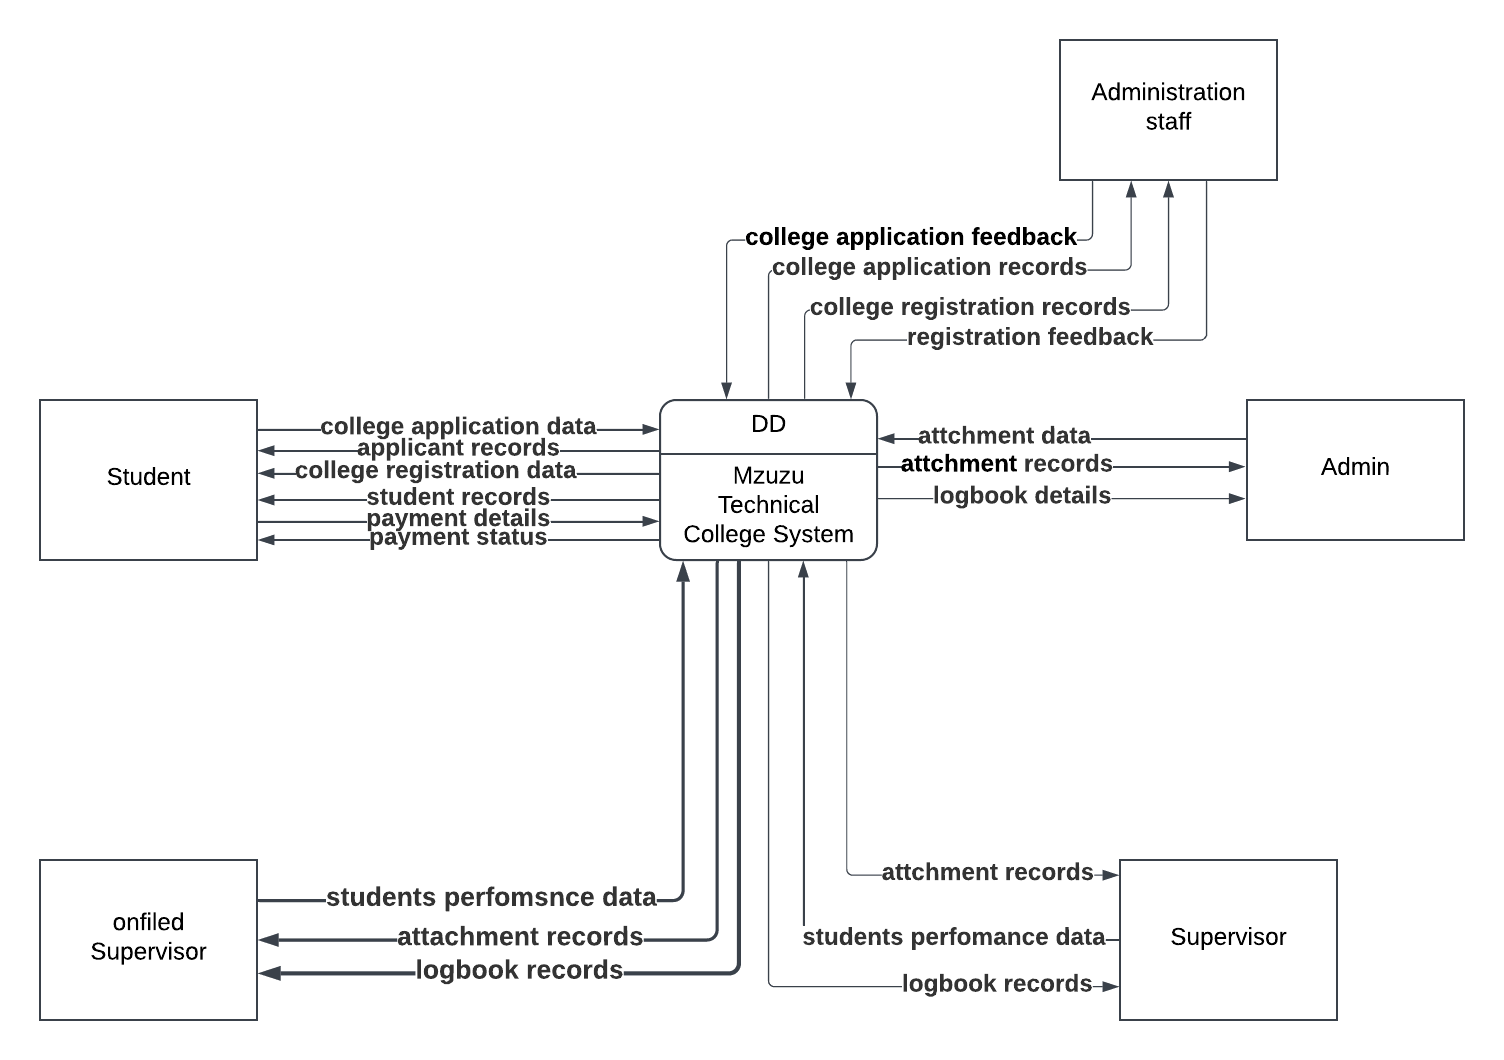 Administration
staff
college application feedback
college application records
college registration records
registration feedback
DD
Mzuzu
Technical
College System
Student
college application data
applicant records
college registration data
student records
payment details
payment status
attchment data
attchment records
logbook details
Admin
onfiled
Supervisor
students perfomsnce data
attachment records
logbook records
attchment records
students perfomance data
logbook records
Supervisor